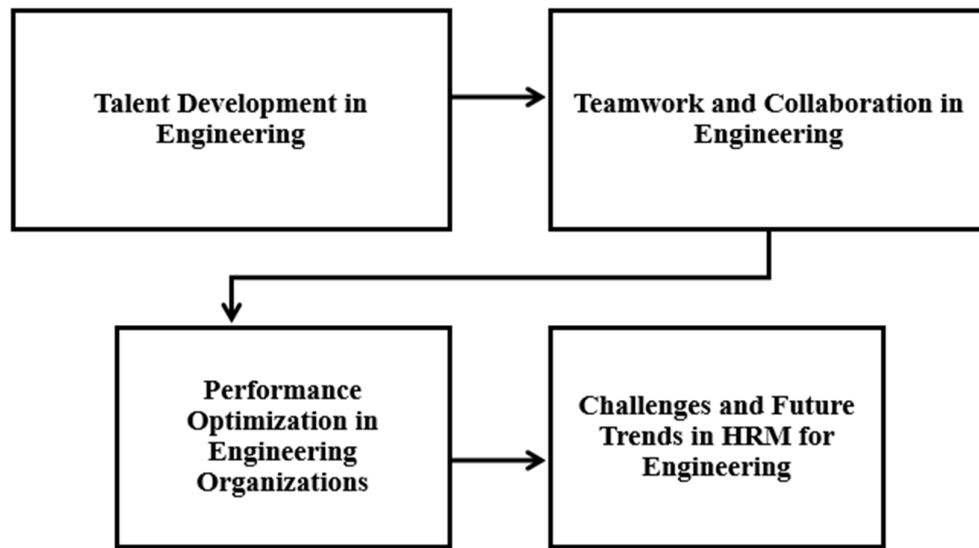 Talent Development in
Engineering
Teamwork and Collaboration in
Engineering
Performance
Optimization in
Engineering
Organizations
Challenges and Future
Trends in HRM for
Engineering